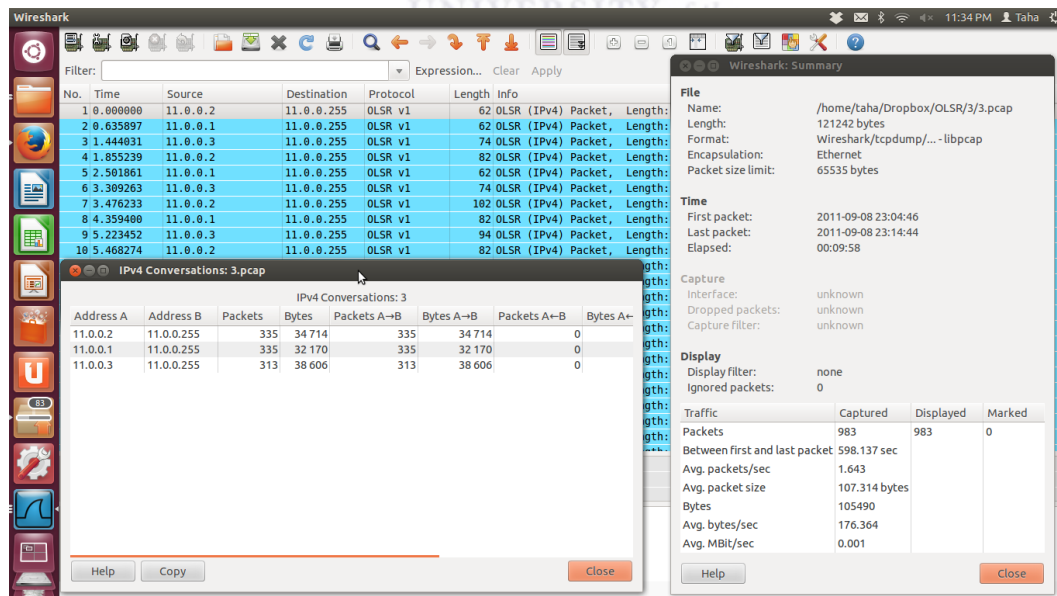 UNIVERSITY of the
Wireshark
11:34 PM Taha
Filter:
Expression... Clear Apply
No. Time Source Destination Protocol Length Info
1 0.000000 11.0.0.2 11.0.0.255 OLSR v1 62 OLSR (IPv4) Packet, Length:
2 0.635897 11.0.0.1 11.0.0.255 OLSR v1 62 OLSR (IPv4) Packet, Length:
3 1.444031 11.0.0.3 11.0.0.255 OLSR v1 74 OLSR (IPv4) Packet, Length:
4 1.855239 11.0.0.2 11.0.0.255 OLSR v1 82 OLSR (IPv4) Packet, Length:
5 2.501861 11.0.0.1 11.0.0.255 OLSR v1 62 OLSR (IPv4) Packet, Length:
6 3.309263 11.0.0.3 11.0.0.255 OLSR v1 74 OLSR (IPv4) Packet, Length:
7 3.476233 11.0.0.2 11.0.0.255 OLSR v1 102 OLSR (IPv4) Packet, Length:
8 4.359400 11.0.0.1 11.0.0.255 OLSR v1 82 OLSR (IPv4) Packet, Length:
9 5.223452 11.0.0.3 11.0.0.255 OLSR v1 94 OLSR (IPv4) Packet, Length:
10 5.468274 11.0.0.2 11.0.0.255 OLSR v1 82 OLSR (IPv4) Packet, Length:
83
IPv4 Conversations: 3.pcap
IPv4 Conversations: 3
Address A Address B Packets Bytes Packets A→B Bytes A→B Packets A←B Bytes A←
11.0.0.2 11.0.0.255 335 34 714 335 34 714 0
11.0.0.1 11.0.0.255 335 32 170 335 32 170 0
11.0.0.3 11.0.0.255 313 38 606 313 38 606 0
Help Copy Close
Wireshark: Summary
File
Name: /home/taha/Dropbox/OLSR/3/3.pcap
Length: 121242 bytes
Format: Wireshark/tcpdump/... - libpcap
Encapsulation: Ethernet
Packet size limit: 65535 bytes
Time
First packet: 2011-09-08 23:04:46
Last packet: 2011-09-08 23:14:44
Elapsed: 00:09:58
Capture
Interface: unknown
Dropped packets: unknown
Capture filter: unknown
Display
Display filter: none
Ignored packets: 0
Traffic Captured Displayed Marked
Packets 983 983 0
Between first and last packet 598.137 sec
Avg. packets/sec 1.643
Avg. packet size 107.314 bytes
Bytes 105490
Avg. bytes/sec 176.364
Avg. MBit/sec 0.001
Help Close